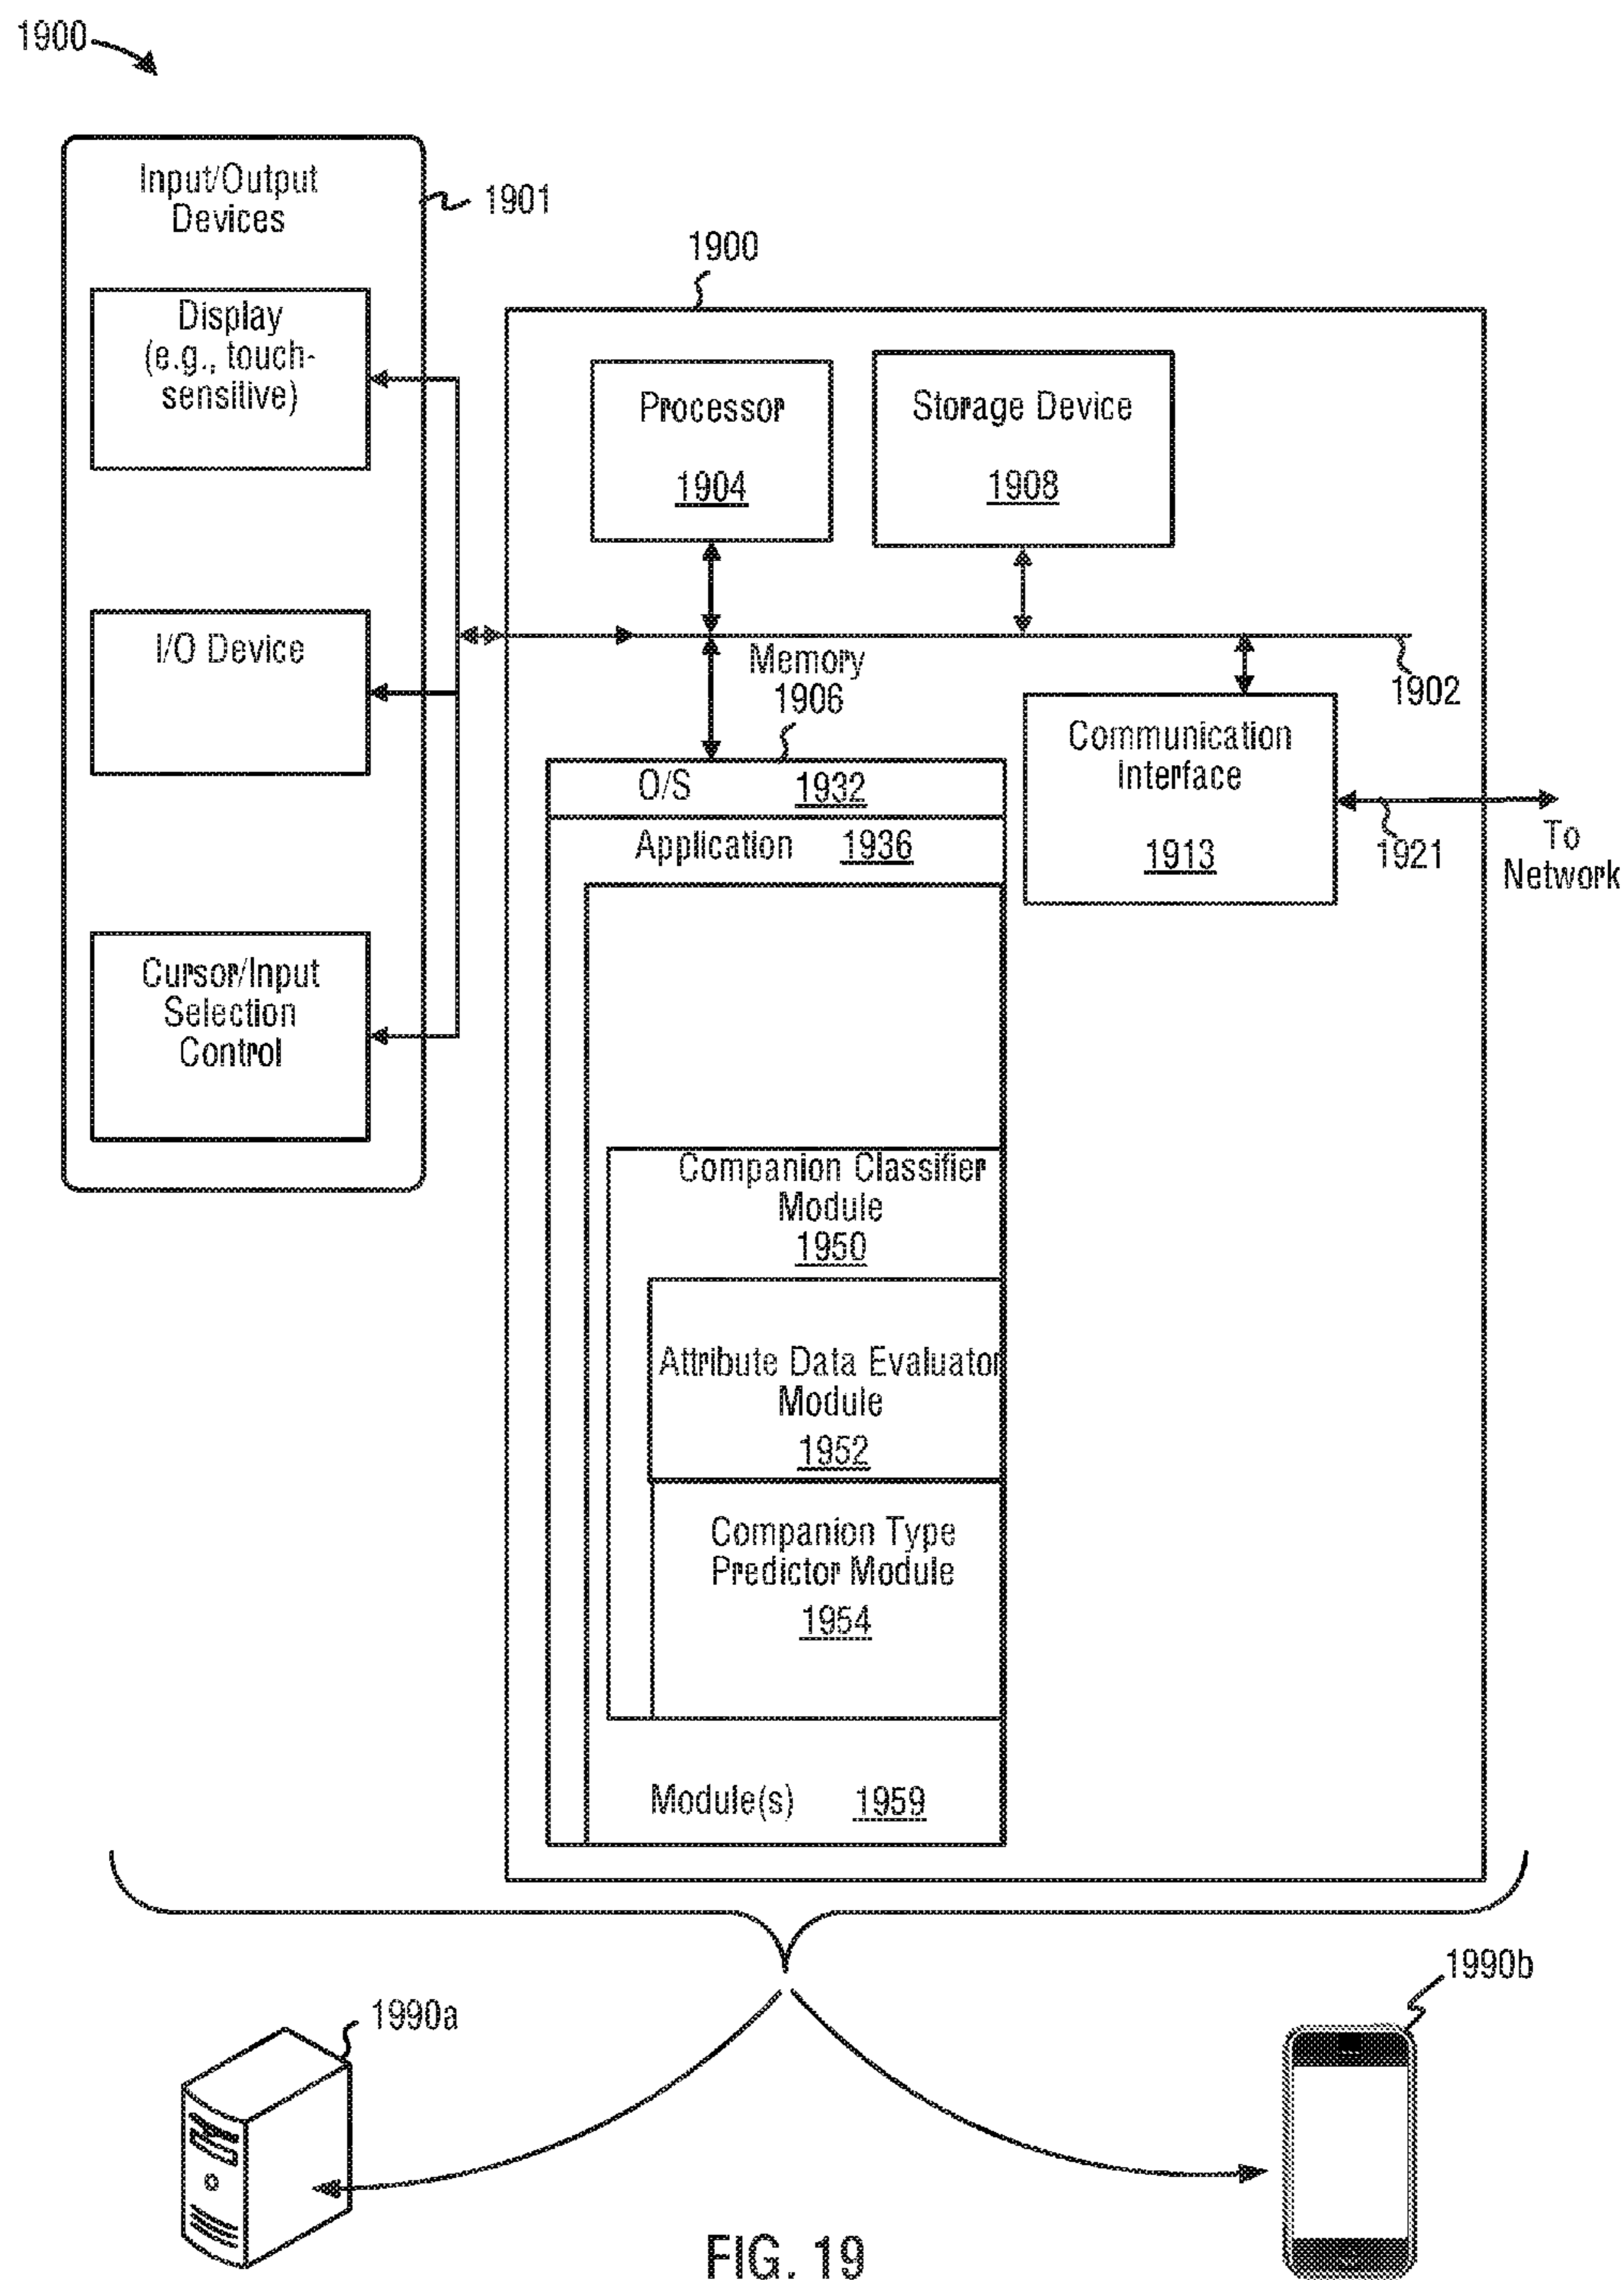 1900
Input/Output
Devices
1901
Display
(e.g., touch-
sensitive)
I/O Device
Cursor/Input
Selection
Control
1900
Processor
1904
Storage Device
1908
Memory
1906
1902
Communication
Interface
1913
1921
To
Network
O/S 1932
Application 1936
Companion Classifier
Module
1950
Attribute Data Evaluator
Module
1952
Companion Type
Predictor Module
1954
Module(s) 1959
1990a
1990b
FIG. 19